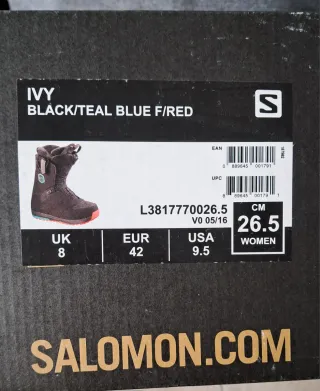 IVY
BLACK/TEAL BLUE F/RED
S
EAN
UPC
L3817770026.5
V0 05/16
CM
26.5
WOMEN
UK
8
EUR
42
USA
9.5
SALOMON.COM